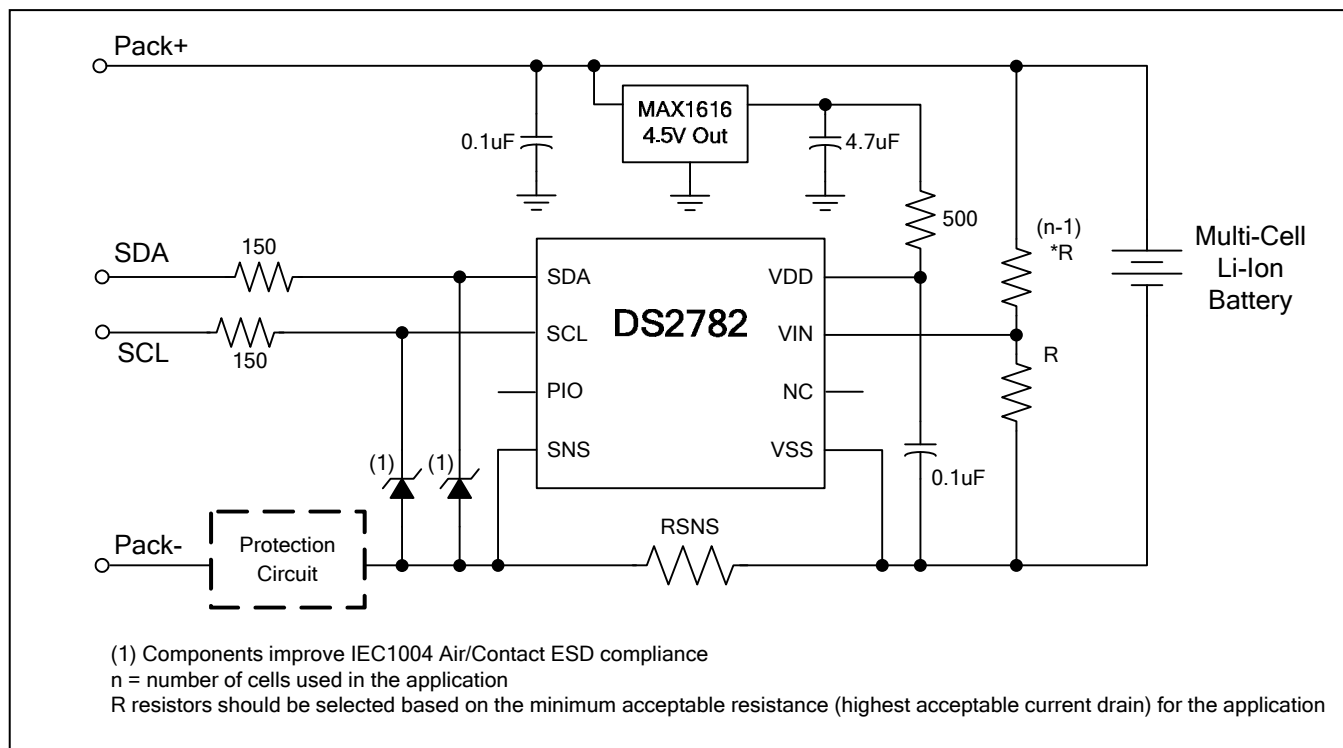 Pack+
MAX1616
4.5V Out
0.1uF
4.7uF
500
(n-1)
*R
Multi-Cell
Li-Ion
Battery
SDA
150
SDA
VDD
SCL
150
SCL
DS2782
VIN
R
PIO
NC
SNS
VSS
(1)
(1)
0.1uF
RSNS
Pack-
Protection
Circuit
(1) Components improve IEC1004 Air/Contact ESD compliance
n = number of cells used in the application
R resistors should be selected based on the minimum acceptable resistance (highest acceptable current drain) for the application